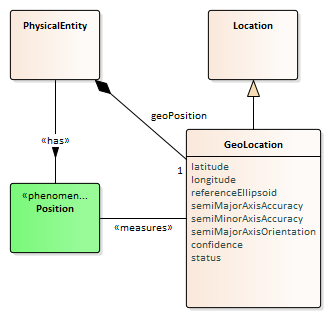 PhysicalEntity
Location
geoPosition
«has»
1
GeoLocation
latitude
longitude
referenceEllipsoid
semiMajorAxisAccuracy
semiMinorAxisAccuracy
semiMajorAxisOrientation
confidence
status
«phenomen...
Position
«measures»